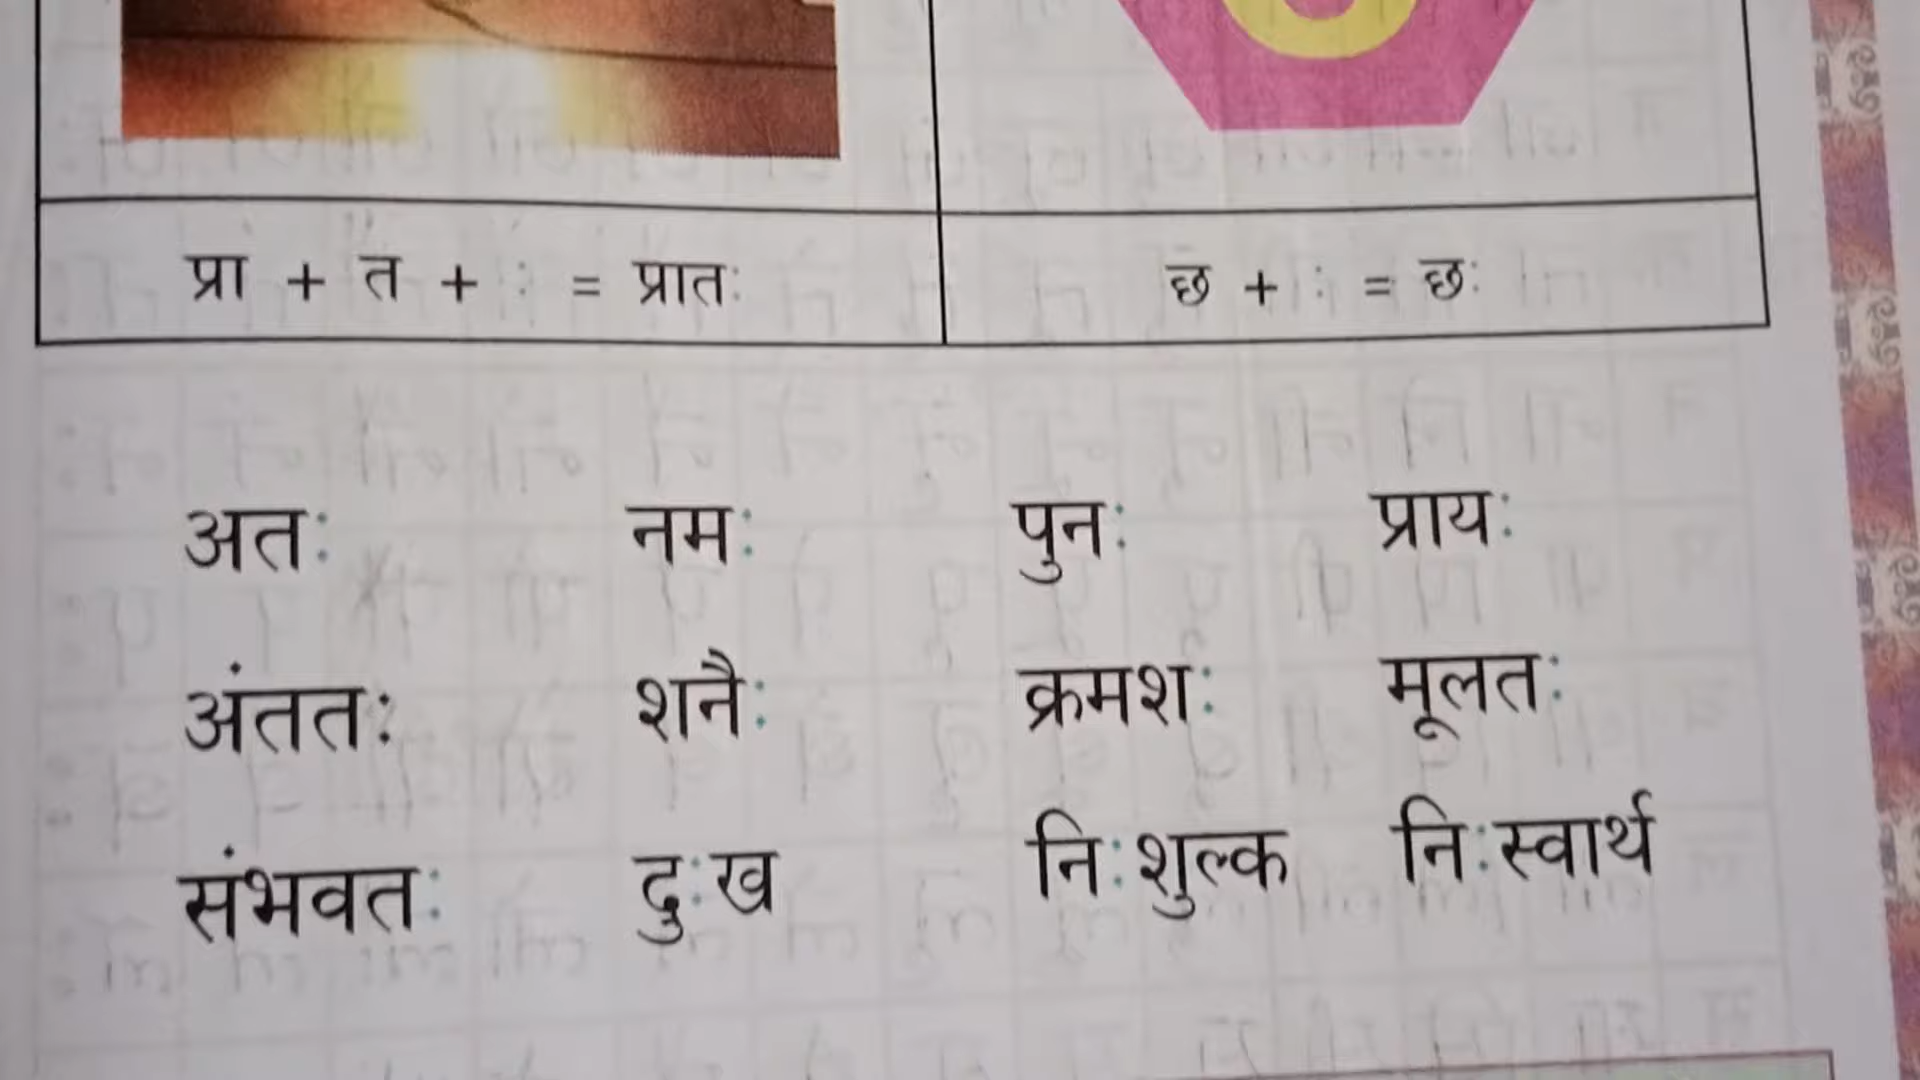 प्रा + त + ः = प्रातः
छ + ः = छः
अतः नमः पुनः प्रायः
अंततः शनैः क्रमशः मूलतः
संभवतः दुःख निःशुल्क निःस्वार्थ